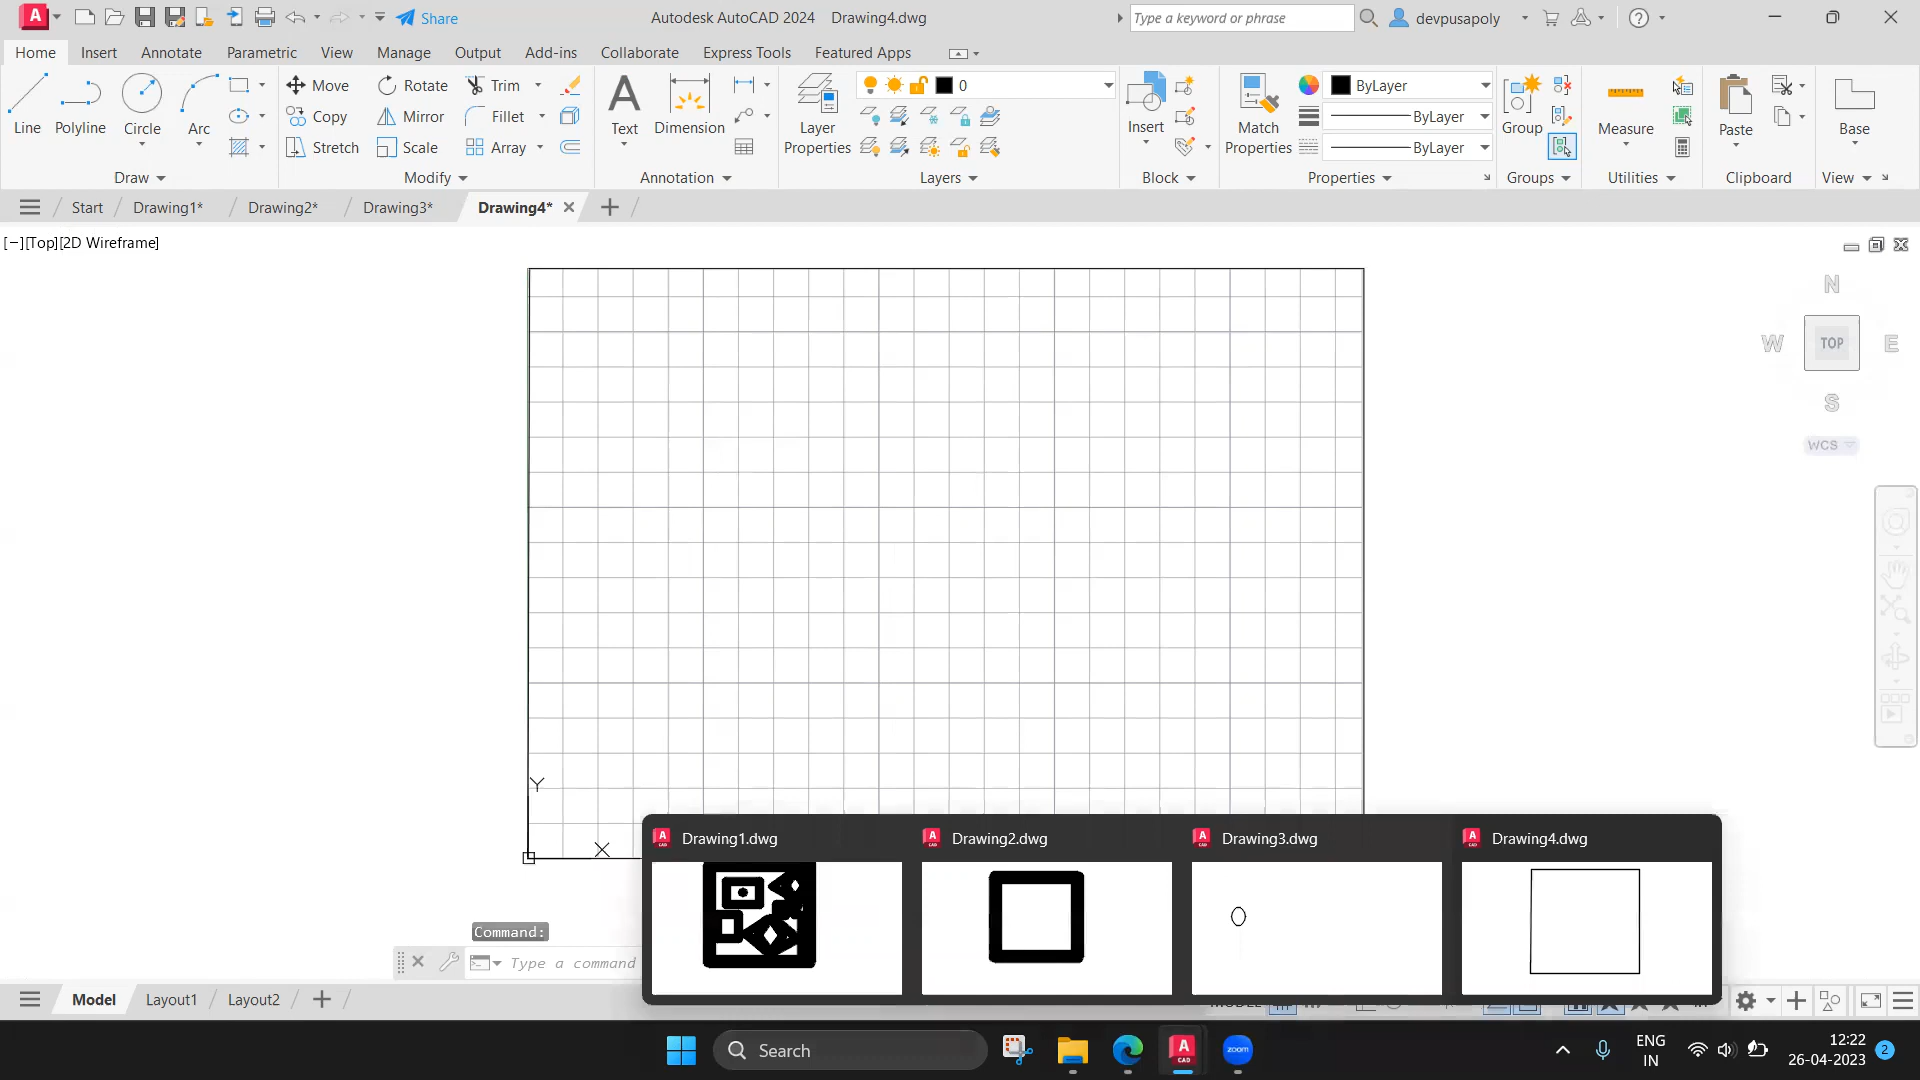 A CAD Share Autodesk AutoCAD 2024 Drawing4.dwg Type a keyword or phrase devpusapoly
Home Insert Annotate Parametric View Manage Output Add-ins Collaborate Express Tools Featured Apps
Move Rotate Trim 0 ByLayer
Line Polyline Circle Arc Copy Mirror Fillet Text Dimension Layer Properties Insert Match Properties ByLayer Group Measure Paste Base
Stretch Scale Array ByLayer
Draw Modify Annotation Layers Block Properties Groups Utilities Clipboard View
Start Drawing1* Drawing2* Drawing3* Drawing4*
[−][Top][2D Wireframe]
N
W TOP E
S
WCS
Y
X
Drawing1.dwg Drawing2.dwg Drawing3.dwg Drawing4.dwg
Command:
Type a command
Model Layout1 Layout2
Search A CAD zoom ENG IN 12:22 26-04-2023 2